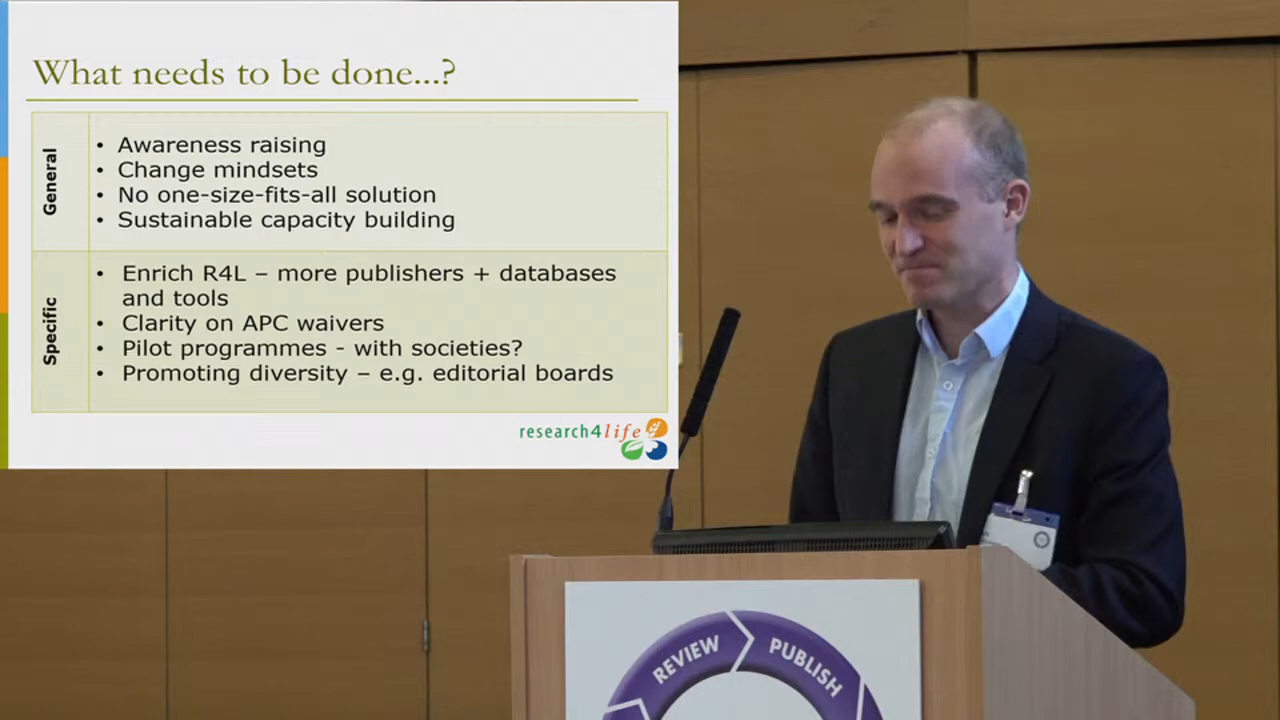 What needs to be done...?
General
• Awareness raising
• Change mindsets
• No one-size-fits-all solution
• Sustainable capacity building
Specific
• Enrich R4L – more publishers + databases
and tools
• Clarity on APC waivers
• Pilot programmes - with societies?
• Promoting diversity – e.g. editorial boards
research4life
REVIEW
PUBLISH